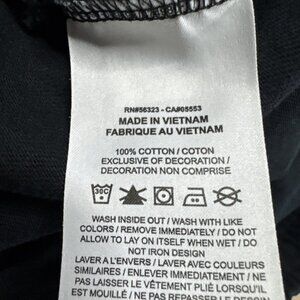 RN#56323 - CA#05553
MADE IN VIETNAM
FABRIQUE AU VIETNAM
100% COTTON / COTON
EXCLUSIVE OF DECORATION /
DECORATION NON COMPRISE
30C
WASH INSIDE OUT / WASH WITH LIKE
COLORS / REMOVE IMMEDIATELY / DO NOT
ALLOW TO LAY ON ITSELF WHEN WET / DO
NOT IRON DESIGN
LAVER A L'ENVERS / LAVER AVEC COULEURS
SIMILAIRES / ENLEVER IMMEDIATEMENT / NE
PAS LAISSER LE VÊTEMENT PLIÉ LORSQU'IL
EST MOUILLÉ / NE PAS REPASSER LE DESSIN